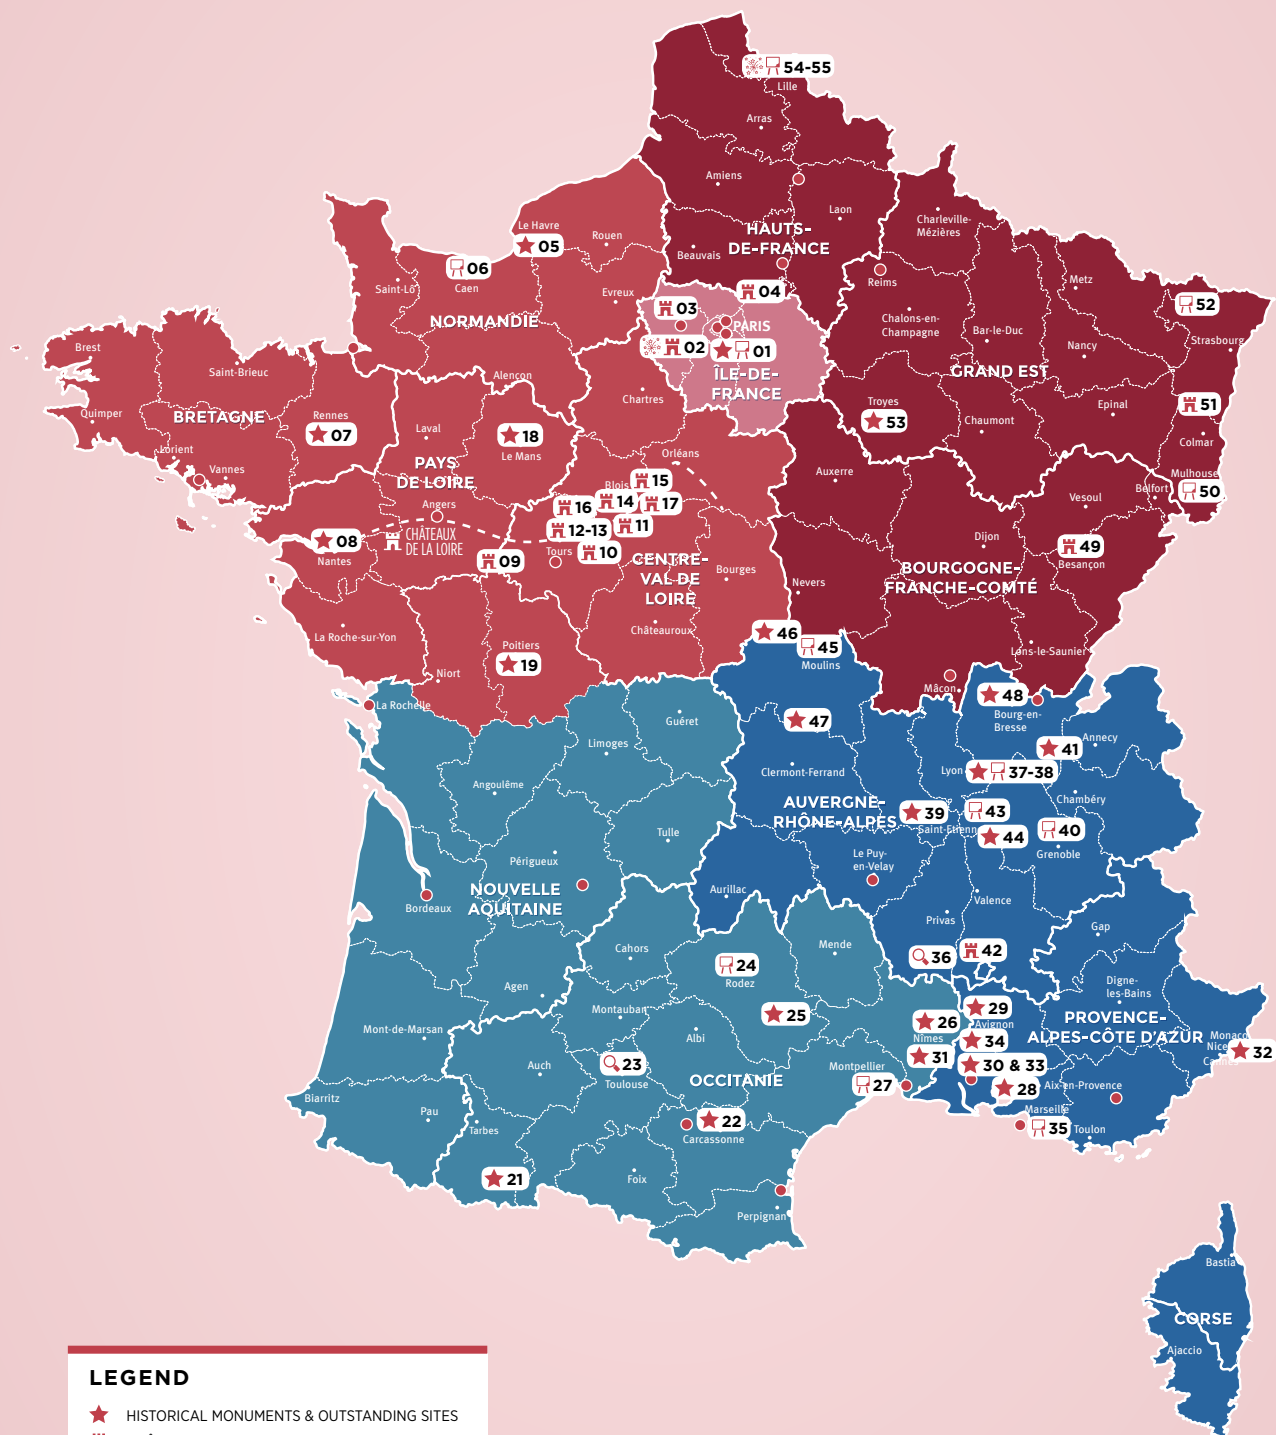 54-55
Lille
Arras
Amiens
Laon
HAUTS-
DE-FRANCE
Beauvais
Charleville-
Mézières
Le Havre
05
Rouen
06
Caen
Saint-Lô
Evreux
NORMANDIE
Alençon
04
03
PARIS
02
01
ÎLE-DE-
FRANCE
Reims
Metz
52
Chalons-en-
Champagne
Bar-le-Duc
Nancy
Strasbourg
GRAND EST
Troyes
53
Chaumont
Epinal
51
Colmar
Mulhouse
50
Belfort
Brest
Saint-Brieuc
Quimper
BRETAGNE
Rennes
07
Lorient
Vannes
Laval
18
Le Mans
PAYS
DE LOIRE
Angers
CHÂTEAUX
DE LA LOIRE
08
Nantes
09
La Roche-sur-Yon
Chartres
Orléans
15
Blois
14
17
16
11
12-13
10
Tours
CENTRE-
VAL DE
LOIRE
Bourges
Châteauroux
Poitiers
19
Niort
Auxerre
Vesoul
Dijon
49
Besançon
BOURGOGNE-
FRANCHE-COMTÉ
Nevers
Lons-le-Saunier
Mâcon
46
45
Moulins
La Rochelle
Guéret
Limoges
Angoulême
Tulle
Périgueux
NOUVELLE
AQUITAINE
Bordeaux
Agen
Mont-de-Marsan
Biarritz
Pau
47
48
Bourg-en-
Bresse
41
Annecy
Clermont-Ferrand
Lyon
37-38
Chambéry
AUVERGNE-
RHÔNE-ALPES
39
43
Saint-Etienne
44
40
Grenoble
Le Puy-
en-Velay
Aurillac
Valence
Privas
36
42
Cahors
Mende
24
Rodez
Montauban
25
Albi
26
Nîmes
31
23
Toulouse
Auch
OCCITANIE
Montpellier
27
Tarbes
22
Carcassonne
21
Foix
Perpignan
Gap
Digne-
les-Bains
29
Avignon
PROVENCE-
ALPES-CÔTE D'AZUR
34
30 & 33
28
Aix-en-Provence
Monaco
Nice
Cannes
32
Marseille
35
Toulon
Bastia
CORSE
Ajaccio
LEGEND
HISTORICAL MONUMENTS & OUTSTANDING SITES